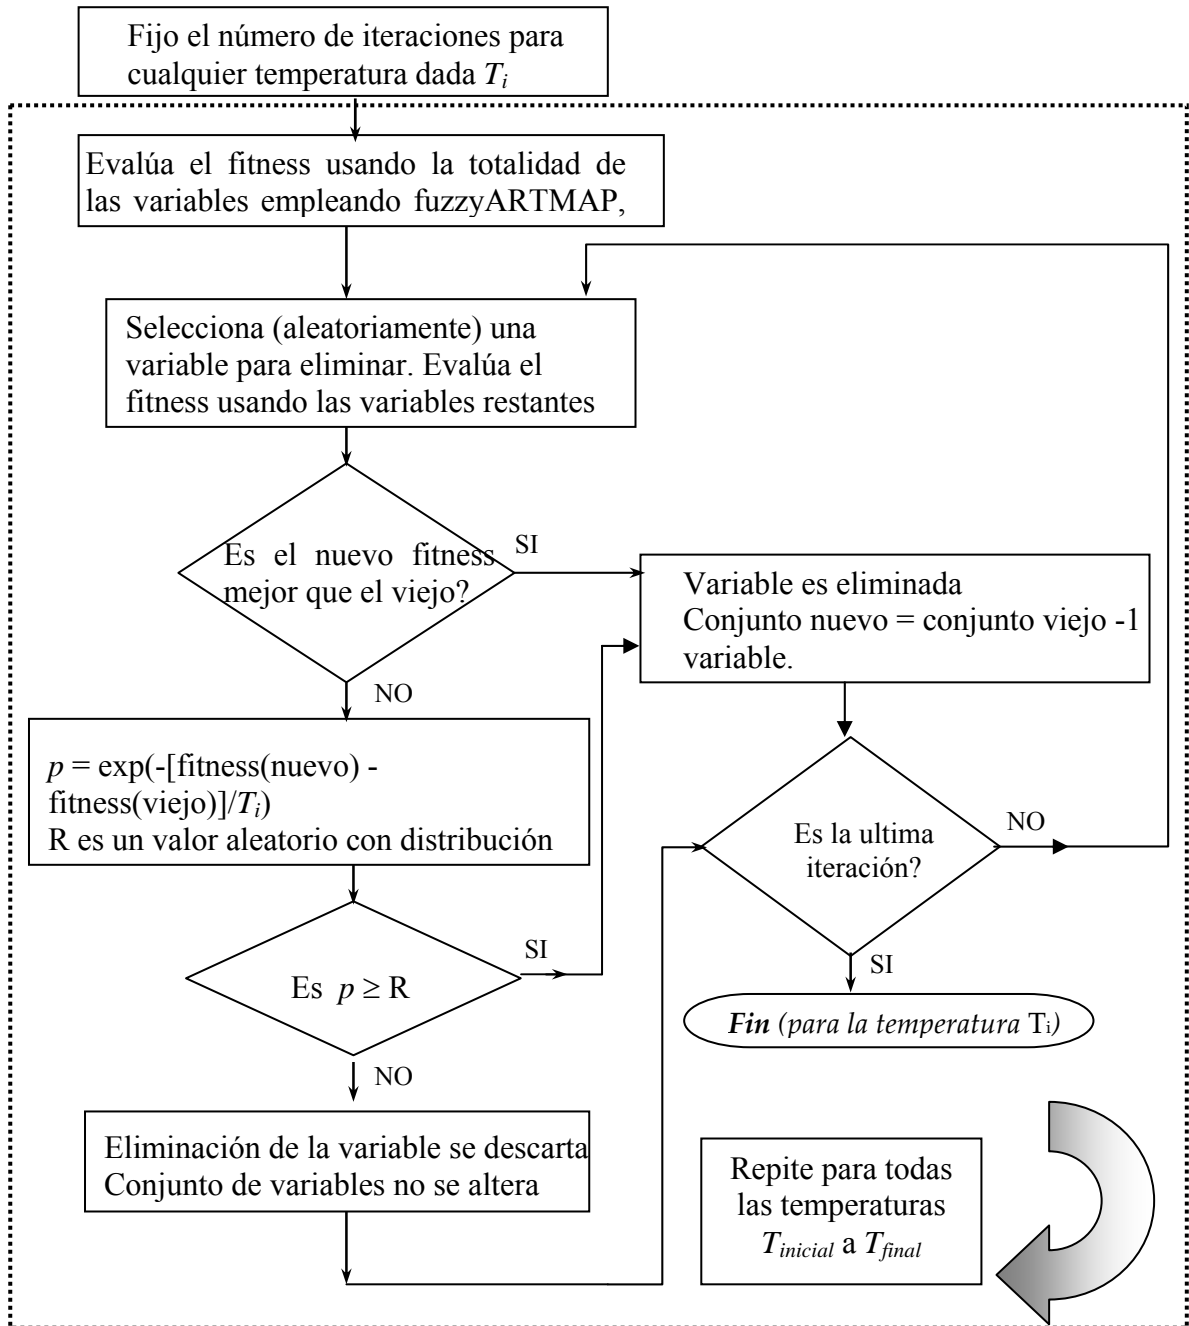 Fijo el número de iteraciones para
cualquier temperatura dada Ti
Evalúa el fitness usando la totalidad de
las variables empleando fuzzyARTMAP,
Selecciona (aleatoriamente) una
variable para eliminar. Evalúa el
fitness usando las variables restantes
Es el nuevo fitness
mejor que el viejo?
SI
NO
Variable es eliminada
Conjunto nuevo = conjunto viejo -1
variable.
p = exp(-[fitness(nuevo) -
fitness(viejo)]/Ti)
R es un valor aleatorio con distribución
Es la ultima
iteración?
NO
SI
Es p ≥ R
SI
NO
Fin (para la temperatura Ti)
Eliminación de la variable se descarta
Conjunto de variables no se altera
Repite para todas
las temperaturas
Tinicial a Tfinal